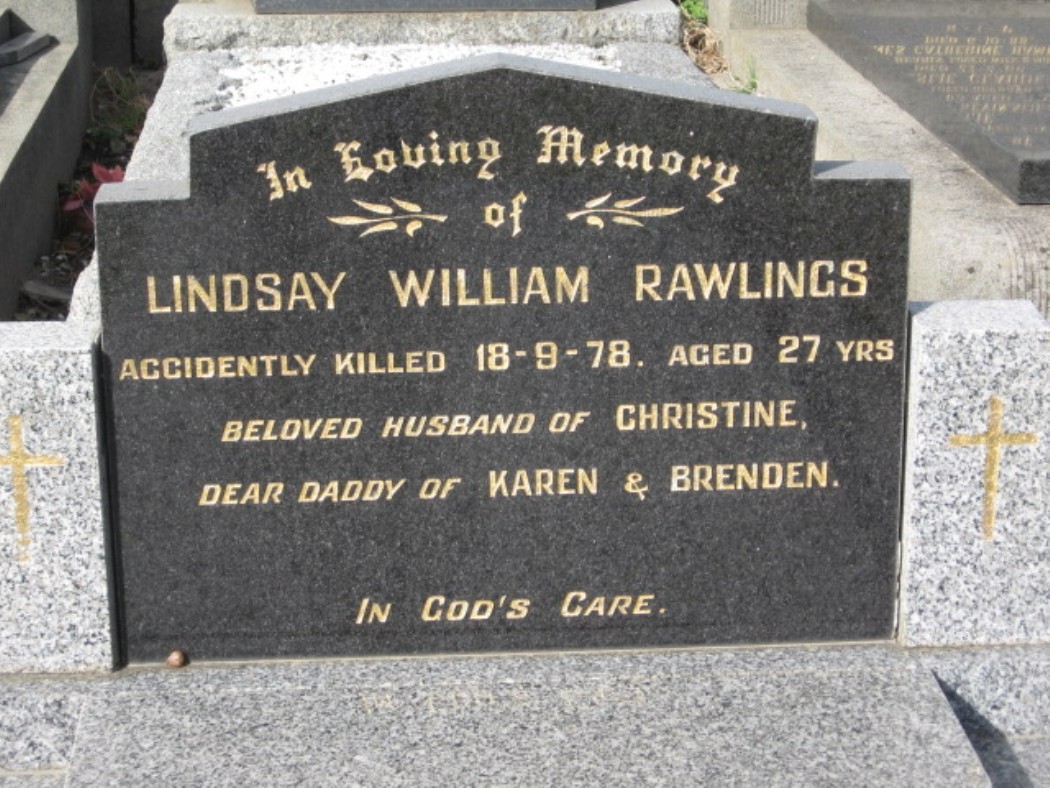 In Loving Memory
of
LINDSAY WILLIAM RAWLINGS
ACCIDENTLY KILLED 18-9-78. AGED 27 YRS
BELOVED HUSBAND OF CHRISTINE,
DEAR DADDY OF KAREN & BRENDEN.
IN GOD'S CARE.